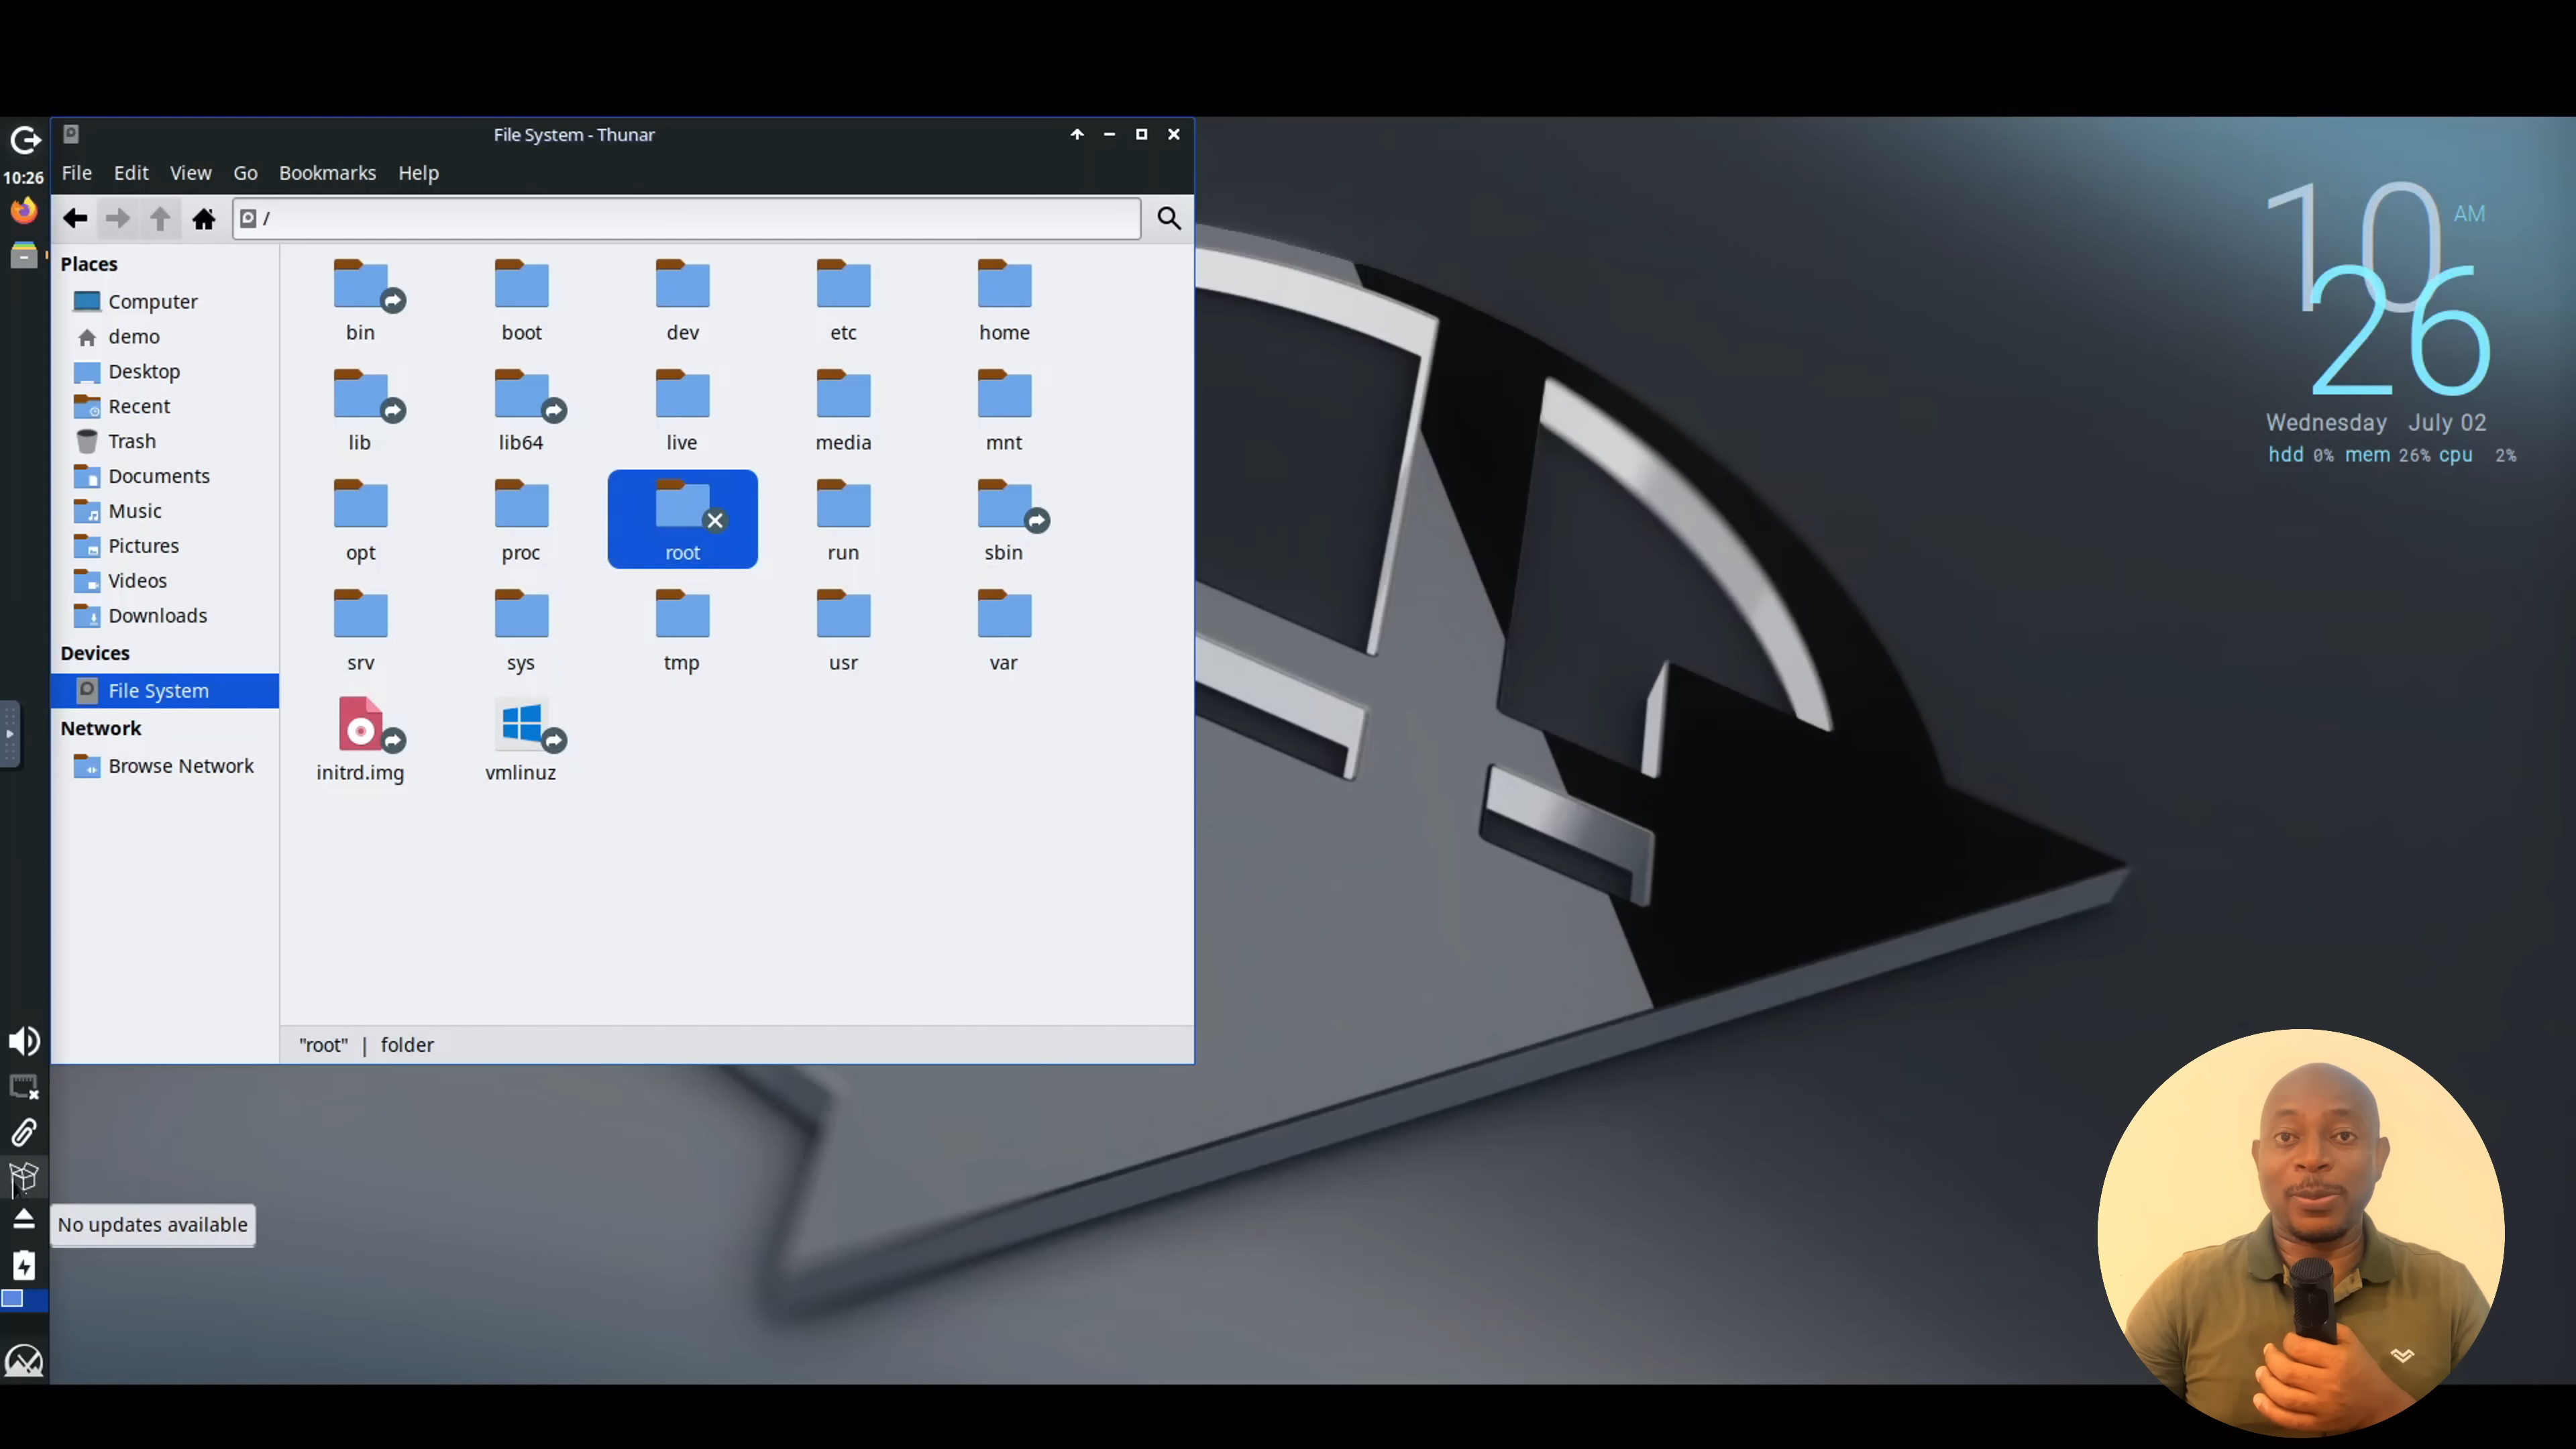 File System - Thunar
10:26
File Edit View Go Bookmarks Help
/
Places
Computer
demo
Desktop
Recent
Trash
Documents
Music
Pictures
Videos
Downloads
Devices
File System
Network
Browse Network
bin boot dev etc home
lib lib64 live media mnt
opt proc root run sbin
srv sys tmp usr var
initrd.img vmlinuz
"root" | folder
No updates available
10 AM
26
Wednesday July 02
hdd 0% mem 26% cpu 2%